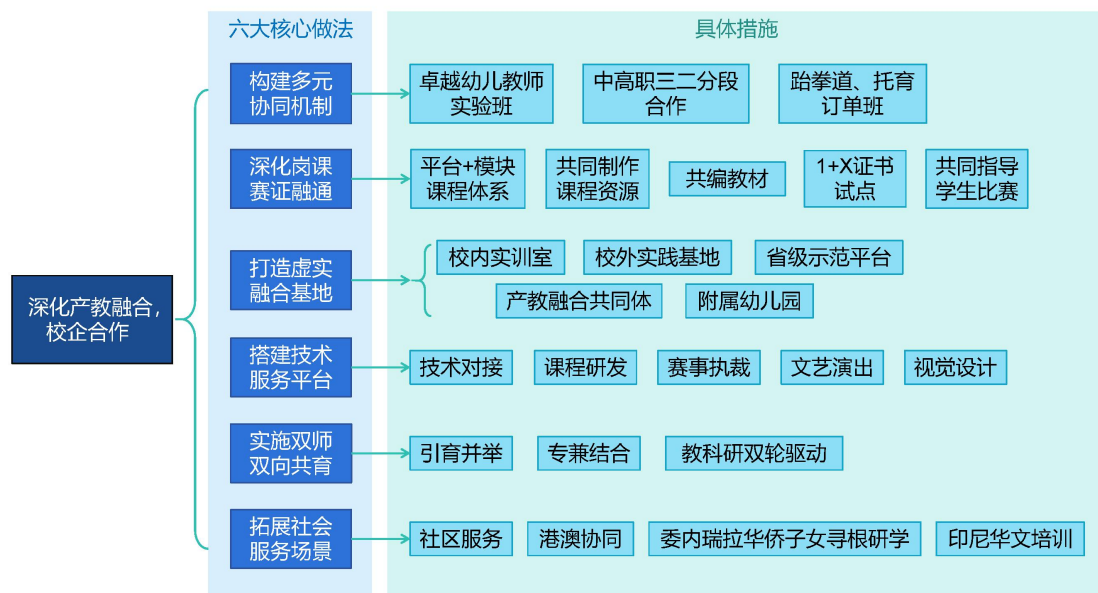 六大核心做法
具体措施
深化产教融合，
校企合作
构建多元
协同机制
卓越幼儿教师
实验班
中高职三二分段
合作
跆拳道、托育
订单班
深化岗课
赛证融通
平台+模块
课程体系
共同制作
课程资源
共编教材
1+X证书
试点
共同指导
学生比赛
打造虚实
融合基地
校内实训室
校外实践基地
省级示范平台
产教融合共同体
附属幼儿园
搭建技术
服务平台
技术对接
课程研发
赛事执裁
文艺演出
视觉设计
实施双师
双向共育
引育并举
专兼结合
教科研双轮驱动
拓展社会
服务场景
社区服务
港澳协同
委内瑞拉华侨子女寻根研学
印尼华文培训